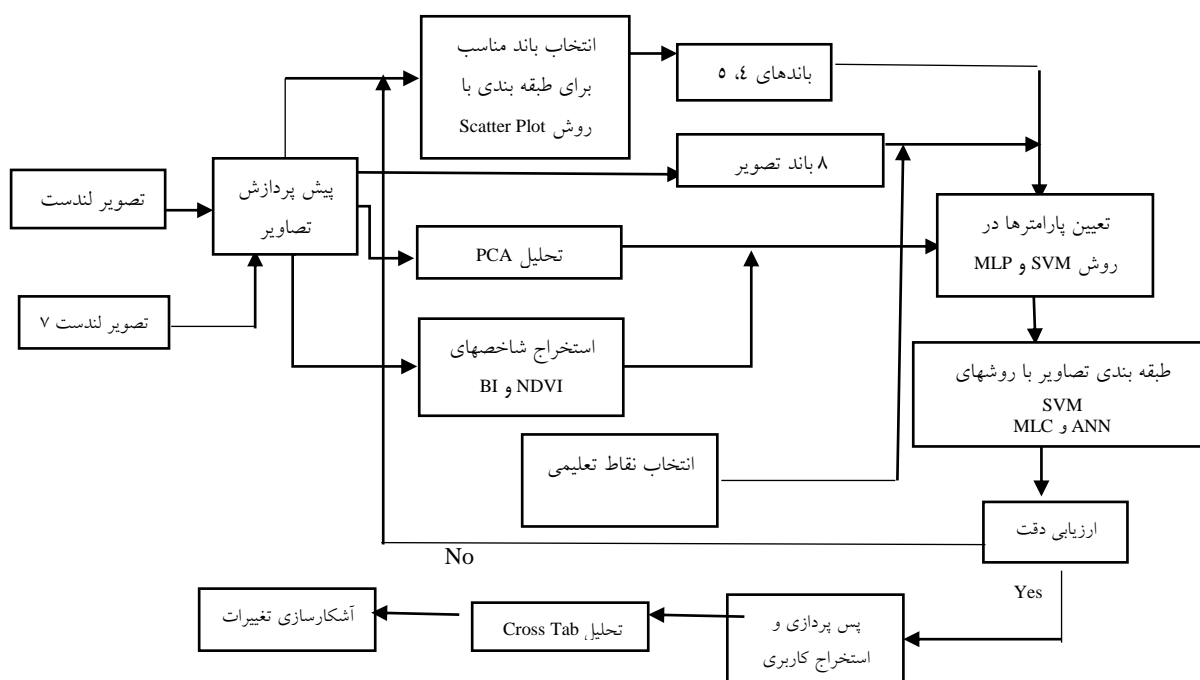 انتخاب باند مناسب
برای طبقه بندی با
روش Scatter Plot
باندهای ٤، ٥
٨ باند تصویر
تصویر لندست
پیش پردازش
تصاویر
تعیین پارامترها در
روش SVM و MLP
تحلیل PCA
تصویر لندست ٧
استخراج شاخصهای
NDVI و BI
طبقه بندی تصاویر با روشهای
SVM
ANN و MLC
انتخاب نقاط تعلیمی
ارزیابی دقت
No
Yes
پس پردازی و
استخراج کاربری
تحلیل Cross Tab
آشکارسازی تغییرات